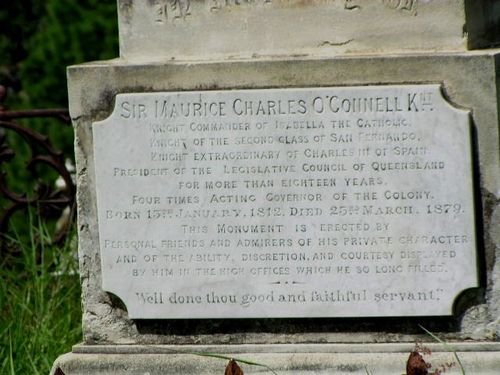 SIR MAURICE CHARLES O'CONNELL KNT.
KNIGHT COMMANDER OF ISABELLA THE CATHOLIC.
KNIGHT OF THE SECOND CLASS OF SAN FERNANDO.
KNIGHT EXTRAORDINARY OF CHARLES III OF SPAIN.
PRESIDENT OF THE LEGISLATIVE COUNCIL OF QUEENSLAND
FOR MORE THAN EIGHTEEN YEARS.
FOUR TIMES ACTING GOVERNOR OF THE COLONY.
BORN 13TH JANUARY, 1812. DIED 23RD MARCH, 1879.
THIS MONUMENT IS ERECTED BY
PERSONAL FRIENDS AND ADMIRERS OF HIS PRIVATE CHARACTER
AND OF THE ABILITY, DISCRETION, AND COURTESY DISPLAYED
BY HIM IN THE HIGH OFFICES WHICH HE SO LONG FILLED.
"Well done thou good and faithful servant."